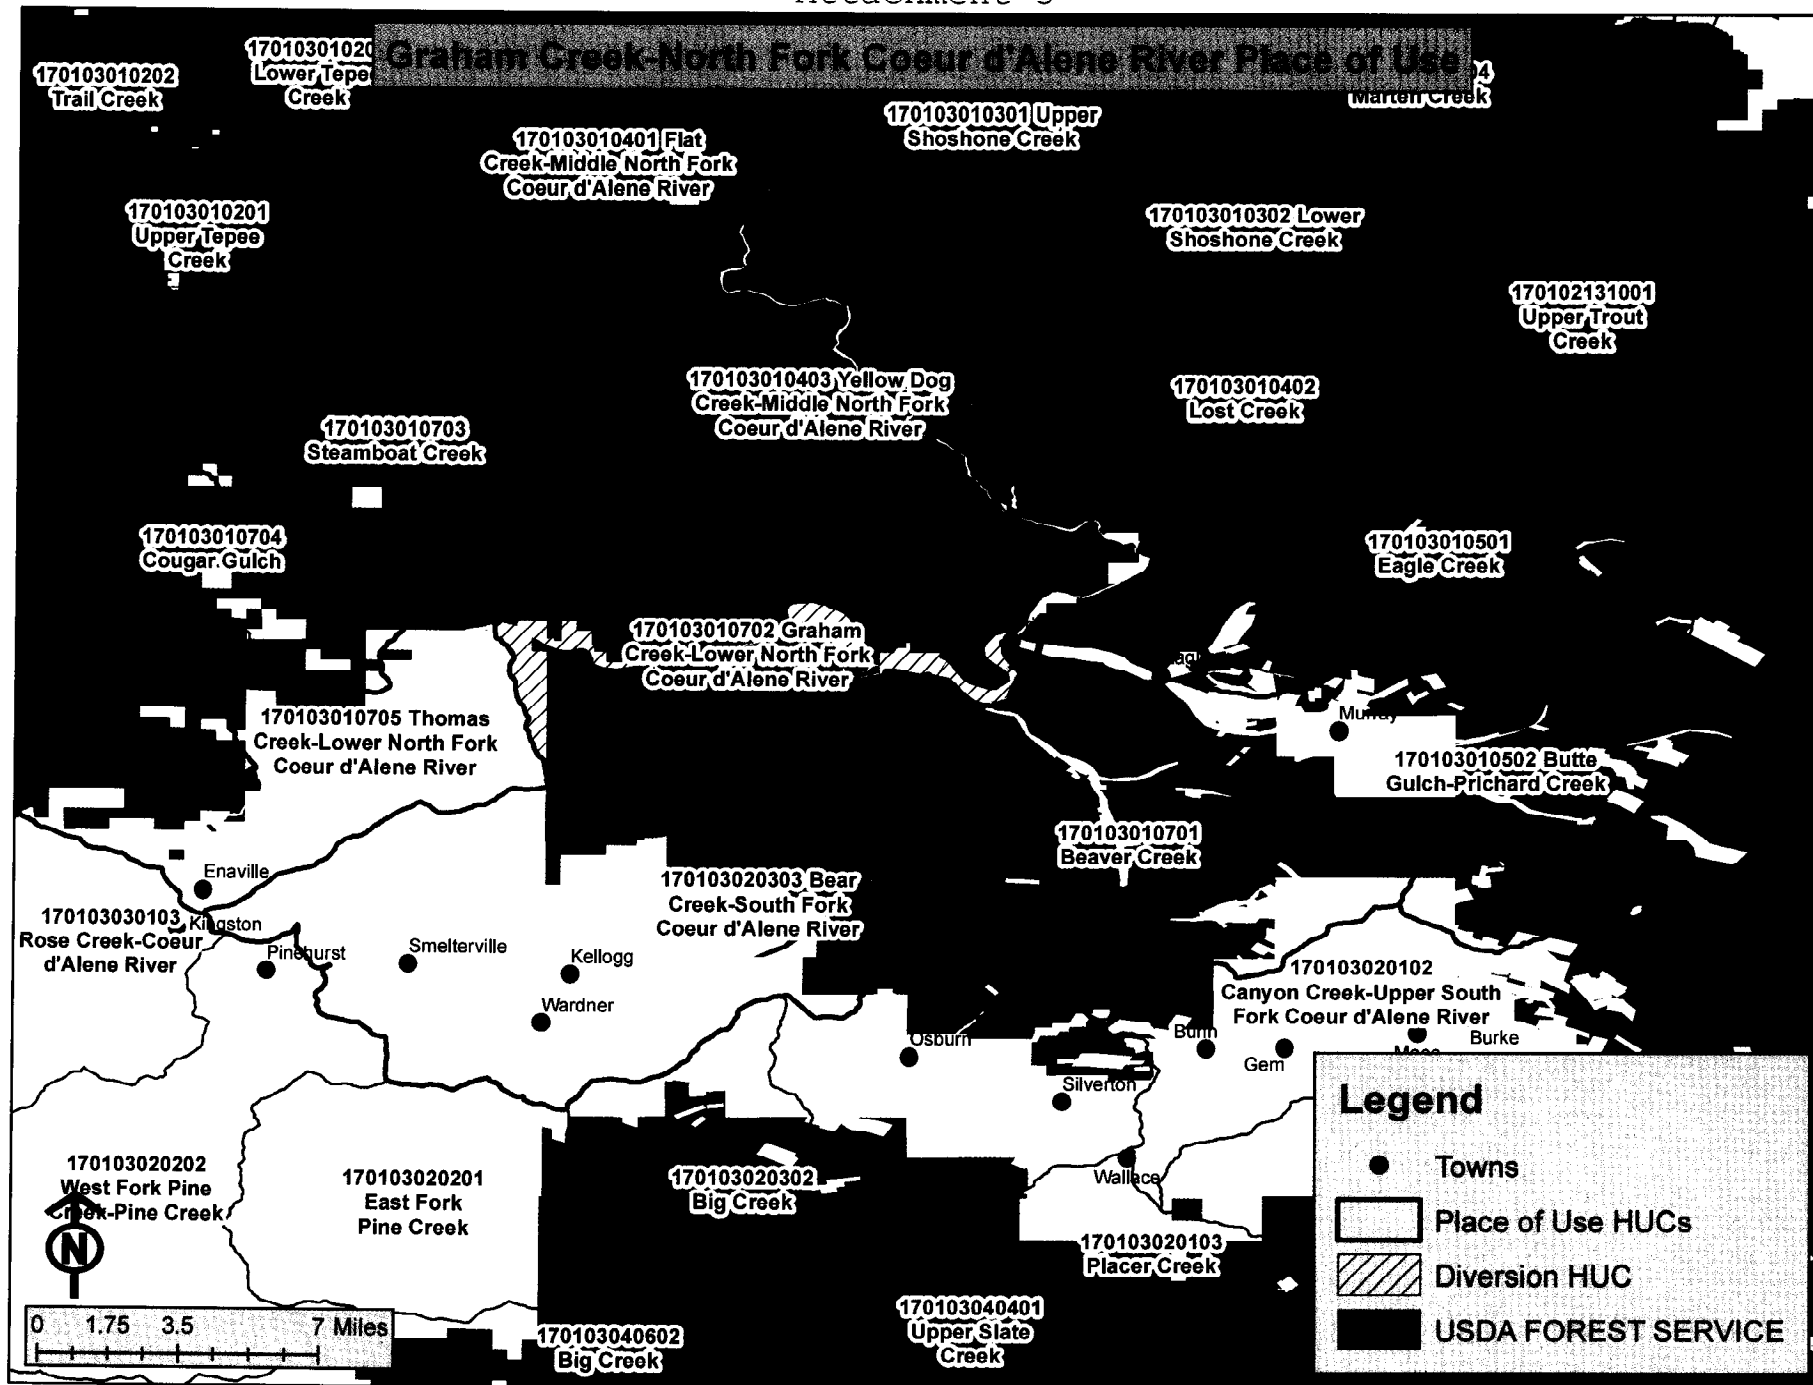 Graham Creek-North Fork Coeur d'Alene River Place of Use
170103010202
Trail Creek
Lower Tepee
Creek
Marten Creek
170103010301 Upper
Shoshone Creek
170103010401 Flat
Creek-Middle North Fork
Coeur d'Alene River
170103010201
Upper Tepee
Creek
170103010302 Lower
Shoshone Creek
170102131001
Upper Trout
Creek
170103010403 Yellow Dog
Creek-Middle North Fork
Coeur d'Alene River
170103010402
Lost Creek
170103010703
Steamboat Creek
170103010704
Cougar Gulch
170103010501
Eagle Creek
170103010702 Graham
Creek-Lower North Fork
Coeur d'Alene River
170103010705 Thomas
Creek-Lower North Fork
Coeur d'Alene River
Murray
170103010502 Butte
Gulch-Prichard Creek
170103010701
Beaver Creek
Enaville
170103020303 Bear
Creek-South Fork
Coeur d'Alene River
170103030103
Rose Creek-Coeur
d'Alene River
Kingston
Pinehurst
Smelterville
Kellogg
Wardner
170103020102
Canyon Creek-Upper South
Fork Coeur d'Alene River
Osburn
Bunn
Gem
Burke
Silverton
Wallace
170103020202
West Fork Pine
Creek-Pine Creek
170103020201
East Fork
Pine Creek
170103020302
Big Creek
170103020103
Placer Creek
170103040401
Upper Slate
Creek
170103040602
Big Creek
N
0 1.75 3.5 7 Miles
Legend
Towns
Place of Use HUCs
Diversion HUC
USDA FOREST SERVICE